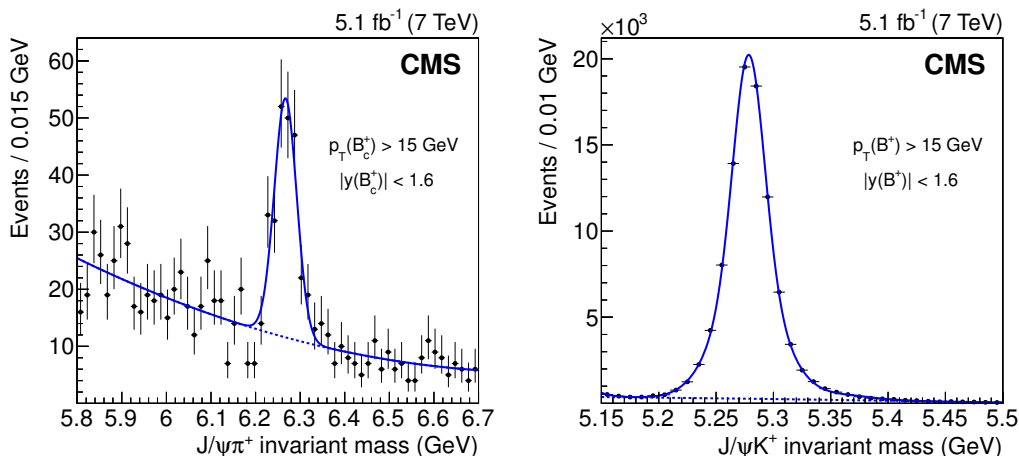 5.1 fb⁻¹ (7 TeV)
CMS
p_T(B_c⁺) > 15 GeV
|y(B_c⁺)| < 1.6
Events / 0.015 GeV
60
50
40
30
20
10
5.8 5.9 6 6.1 6.2 6.3 6.4 6.5 6.6 6.7
J/ψπ⁺ invariant mass (GeV)
×10³
5.1 fb⁻¹ (7 TeV)
CMS
p_T(B⁺) > 15 GeV
|y(B⁺)| < 1.6
Events / 0.01 GeV
20
15
10
5
5.15 5.2 5.25 5.3 5.35 5.4 5.45 5.5
J/ψK⁺ invariant mass (GeV)